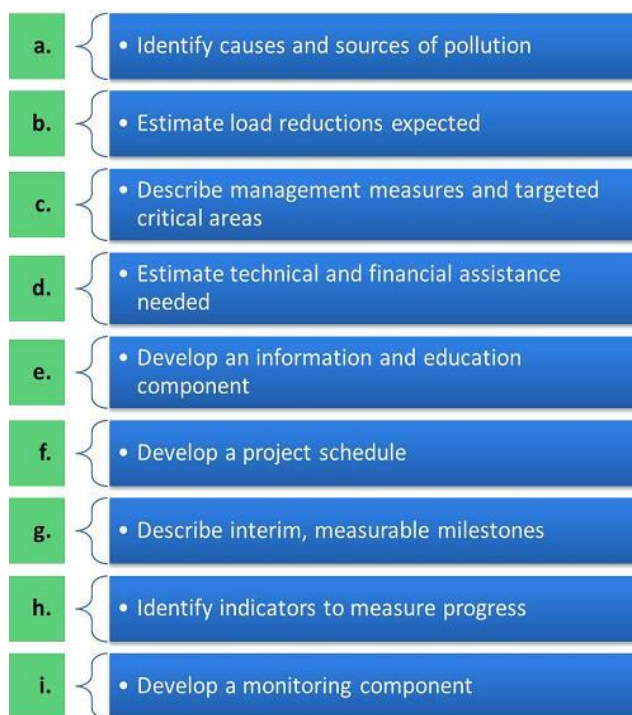 a.
• Identify causes and sources of pollution
b.
• Estimate load reductions expected
c.
• Describe management measures and targeted
critical areas
d.
• Estimate technical and financial assistance
needed
e.
• Develop an information and education
component
f.
• Develop a project schedule
g.
• Describe interim, measurable milestones
h.
• Identify indicators to measure progress
i.
• Develop a monitoring component